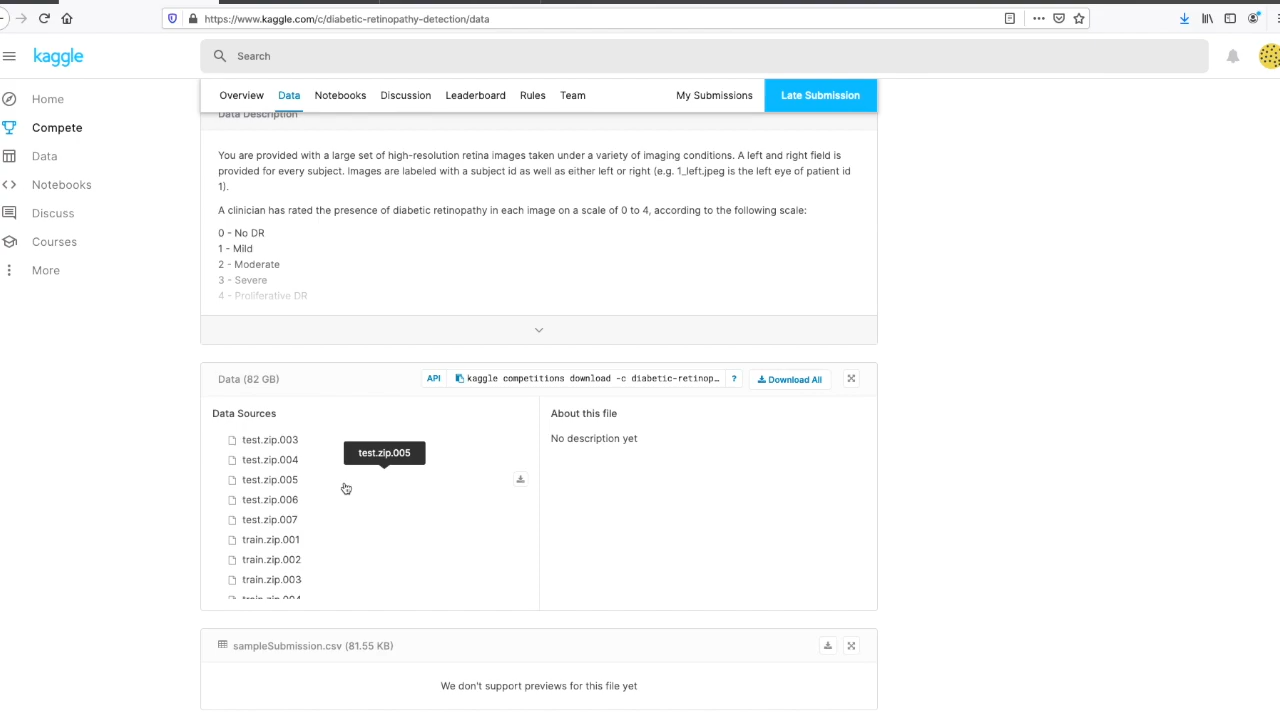 https://www.kaggle.com/c/diabetic-retinopathy-detection/data
kaggle
Search
Home
Compete
Data
Notebooks
Discuss
Courses
More
Overview Data Notebooks Discussion Leaderboard Rules Team My Submissions Late Submission
Data Description
You are provided with a large set of high-resolution retina images taken under a variety of imaging conditions. A left and right field is
provided for every subject. Images are labeled with a subject id as well as either left or right (e.g. 1_left.jpeg is the left eye of patient id
1).
A clinician has rated the presence of diabetic retinopathy in each image on a scale of 0 to 4, according to the following scale:
0 - No DR
1 - Mild
2 - Moderate
3 - Severe
4 - Proliferative DR
Data (82 GB) API kaggle competitions download -c diabetic-retinop… ? Download All
Data Sources
test.zip.003
test.zip.004
test.zip.005
test.zip.005
test.zip.006
test.zip.007
train.zip.001
train.zip.002
train.zip.003
train.zip.004
About this file
No description yet
sampleSubmission.csv (81.55 KB)
We don't support previews for this file yet